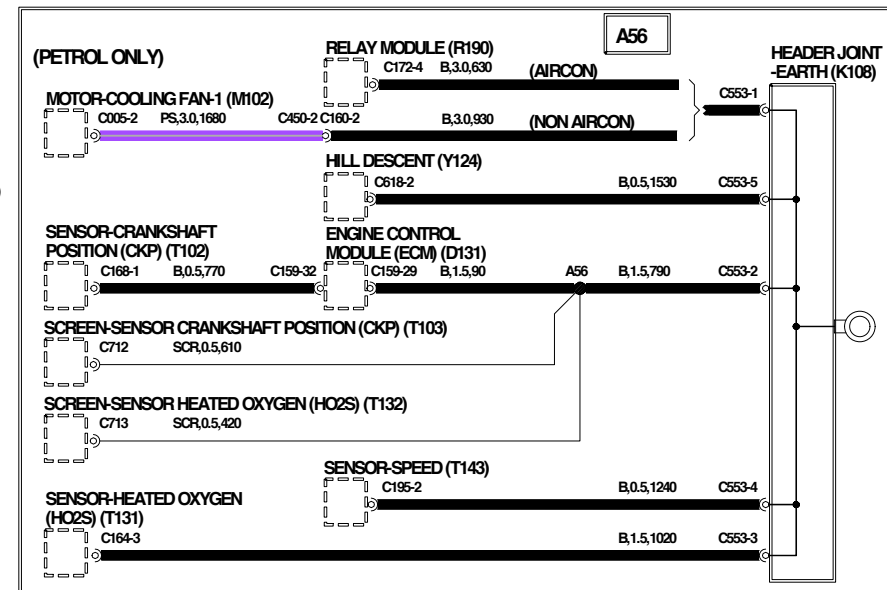 A56
(PETROL ONLY)
RELAY MODULE (R190)
C172-4 B,3.0,630 (AIRCON)
HEADER JOINT
-EARTH (K108)
C553-1
MOTOR-COOLING FAN-1 (M102)
C005-2 PS,3.0,1680 C450-2 C160-2 B,3.0,930 (NON AIRCON)
HILL DESCENT (Y124)
C618-2 B,0.5,1530 C553-5
SENSOR-CRANKSHAFT
POSITION (CKP) (T102)
ENGINE CONTROL
MODULE (ECM) (D131)
C168-1 B,0.5,770 C159-32 C159-29 B,1.5,90 A56 B,1.5,790 C553-2
SCREEN-SENSOR CRANKSHAFT POSITION (CKP) (T103)
C712 SCR,0.5,610
SCREEN-SENSOR HEATED OXYGEN (HO2S) (T132)
C713 SCR,0.5,420
SENSOR-SPEED (T143)
C195-2 B,0.5,1240 C553-4
SENSOR-HEATED OXYGEN
(HO2S) (T131)
C164-3 B,1.5,1020 C553-3